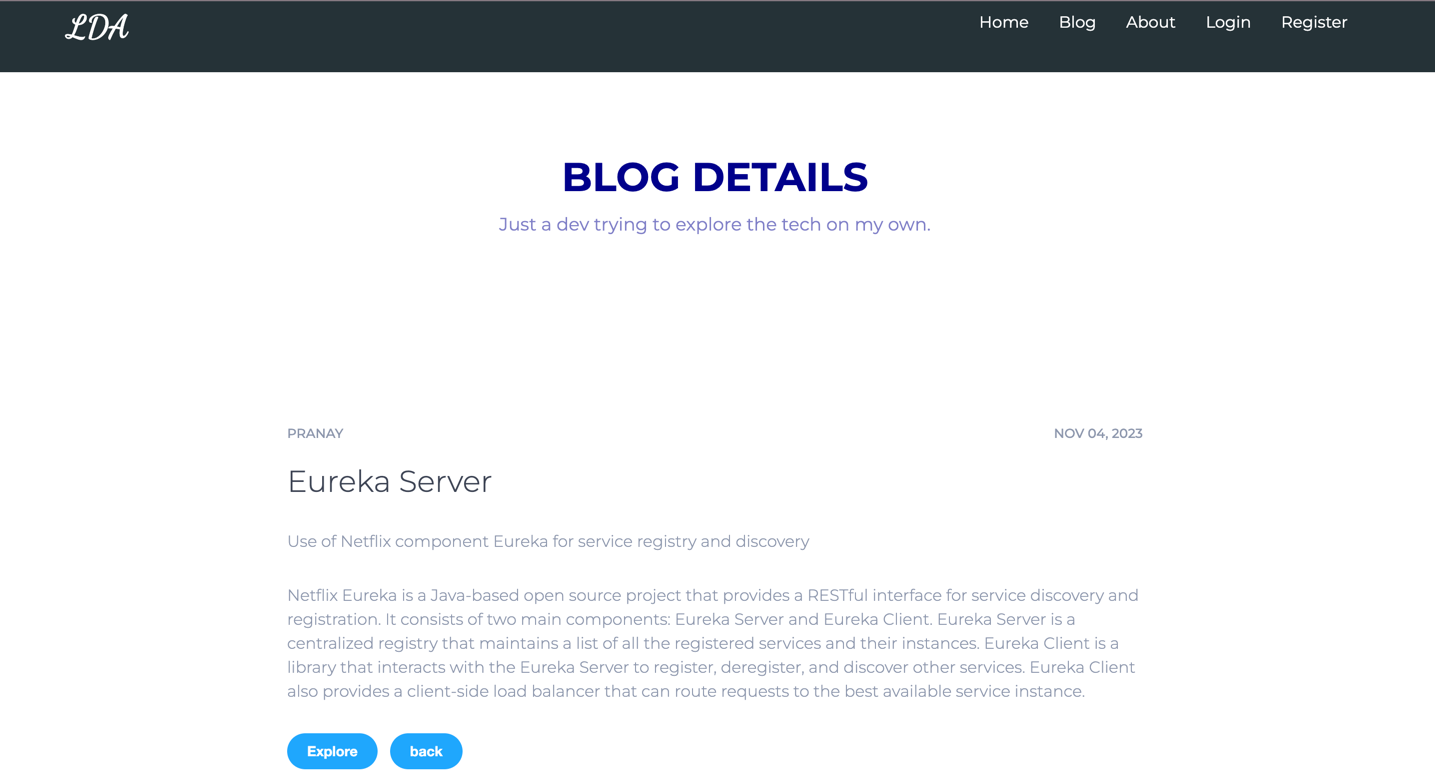 LDA
Home Blog About Login Register
BLOG DETAILS
Just a dev trying to explore the tech on my own.
PRANAY NOV 04, 2023
Eureka Server
Use of Netflix component Eureka for service registry and discovery
Netflix Eureka is a Java-based open source project that provides a RESTful interface for service discovery and
registration. It consists of two main components: Eureka Server and Eureka Client. Eureka Server is a
centralized registry that maintains a list of all the registered services and their instances. Eureka Client is a
library that interacts with the Eureka Server to register, deregister, and discover other services. Eureka Client
also provides a client-side load balancer that can route requests to the best available service instance.
Explore back